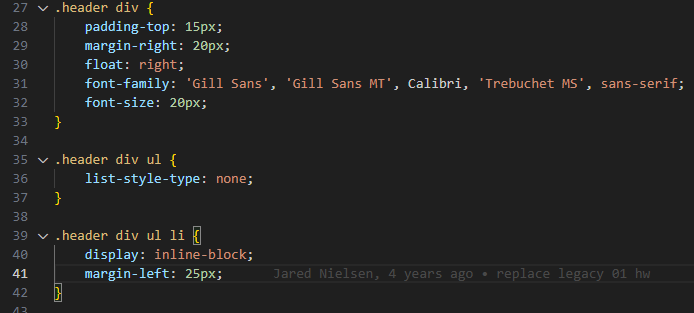 27 .header div {
28 padding-top: 15px;
29 margin-right: 20px;
30 float: right;
31 font-family: 'Gill Sans', 'Gill Sans MT', Calibri, 'Trebuchet MS', sans-serif;
32 font-size: 20px;
33 }
34
35 .header div ul {
36 list-style-type: none;
37 }
38
39 .header div ul li {
40 display: inline-block;
41 margin-left: 25px; Jared Nielsen, 4 years ago • replace legacy 01 hw
42 }
43